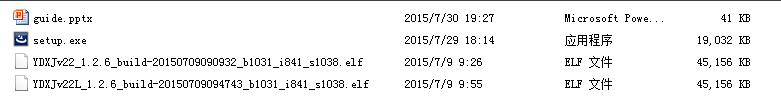 guide.pptx 2015/7/30 19:27 Microsoft Powe... 41 KB
setup.exe 2015/7/29 18:14 应用程序 19,032 KB
YDXJv22_1.2.6_build-20150709090932_b1031_i841_s1038.elf 2015/7/9 9:26 ELF 文件 45,156 KB
YDXJv22L_1.2.6_build-20150709094743_b1031_i841_s1038.elf 2015/7/9 9:55 ELF 文件 45,156 KB